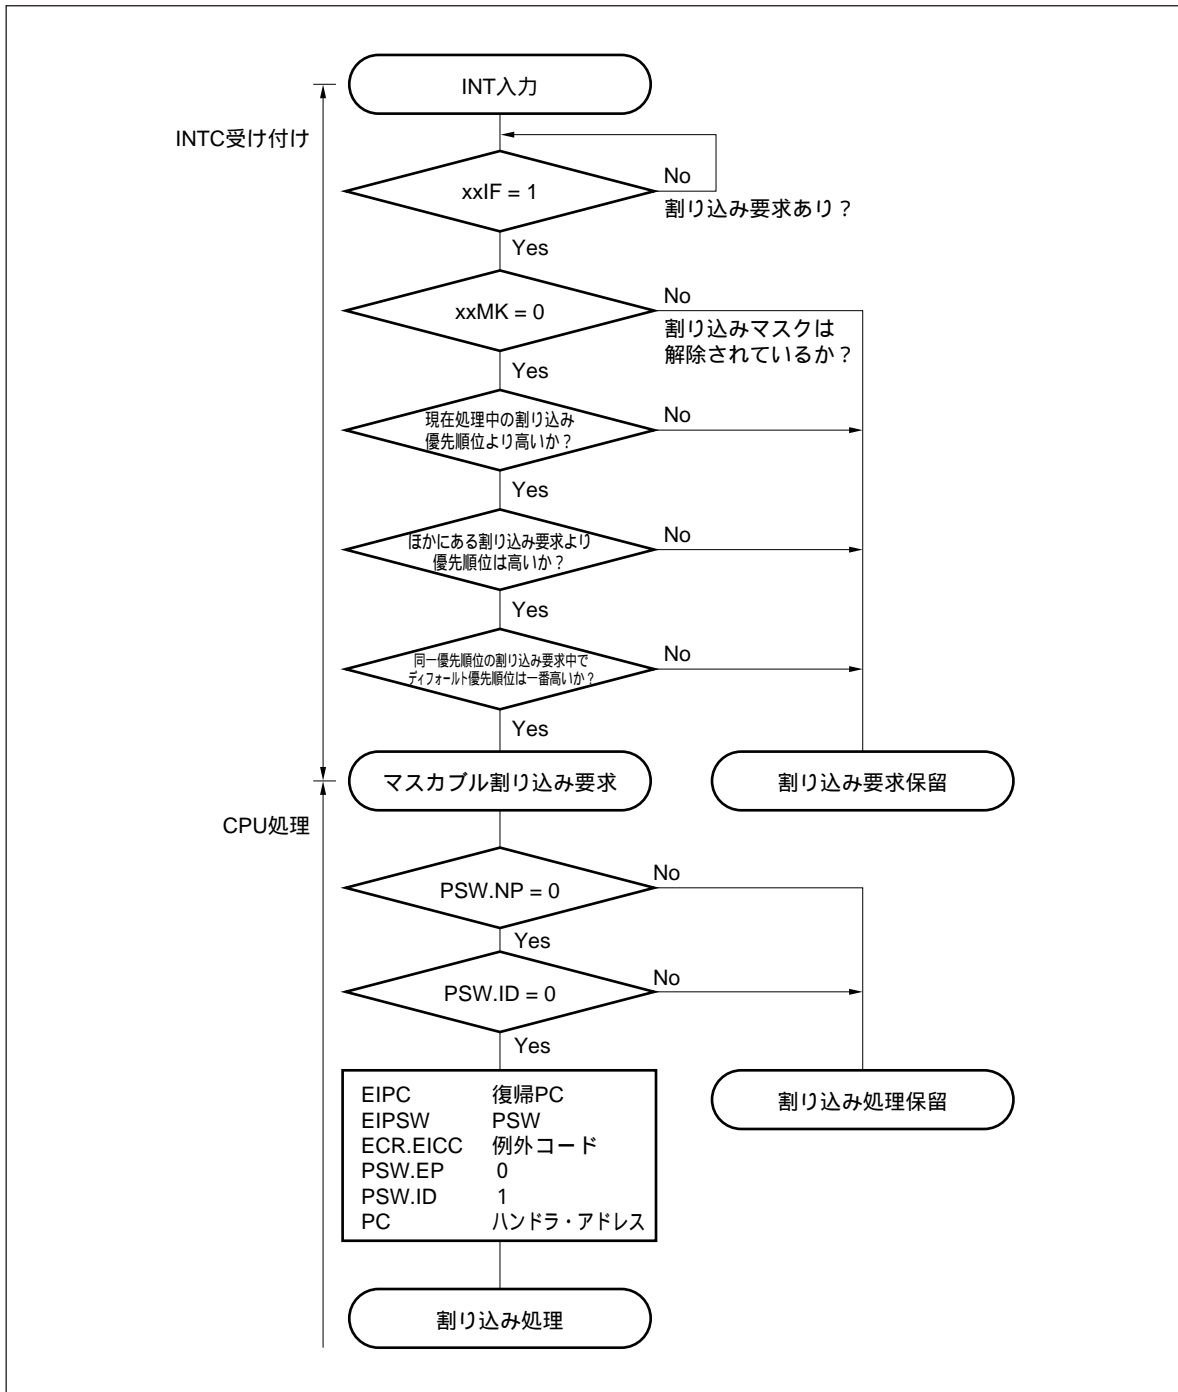 INT入力
INTC受け付け
xxIF = 1
No
割り込み要求あり？
Yes
xxMK = 0
No
割り込みマスクは
解除されているか？
Yes
現在処理中の割り込み
優先順位より高いか？
No
Yes
ほかにある割り込み要求より
優先順位は高いか？
No
Yes
同一優先順位の割り込み要求中で
ディフォールト優先順位は一番高いか？
No
Yes
マスカブル割り込み要求
割り込み要求保留
CPU処理
PSW.NP = 0
No
Yes
PSW.ID = 0
No
Yes
EIPC 復帰PC
EIPSW PSW
ECR.EICC 例外コード
PSW.EP 0
PSW.ID 1
PC ハンドラ・アドレス
割り込み処理保留
割り込み処理